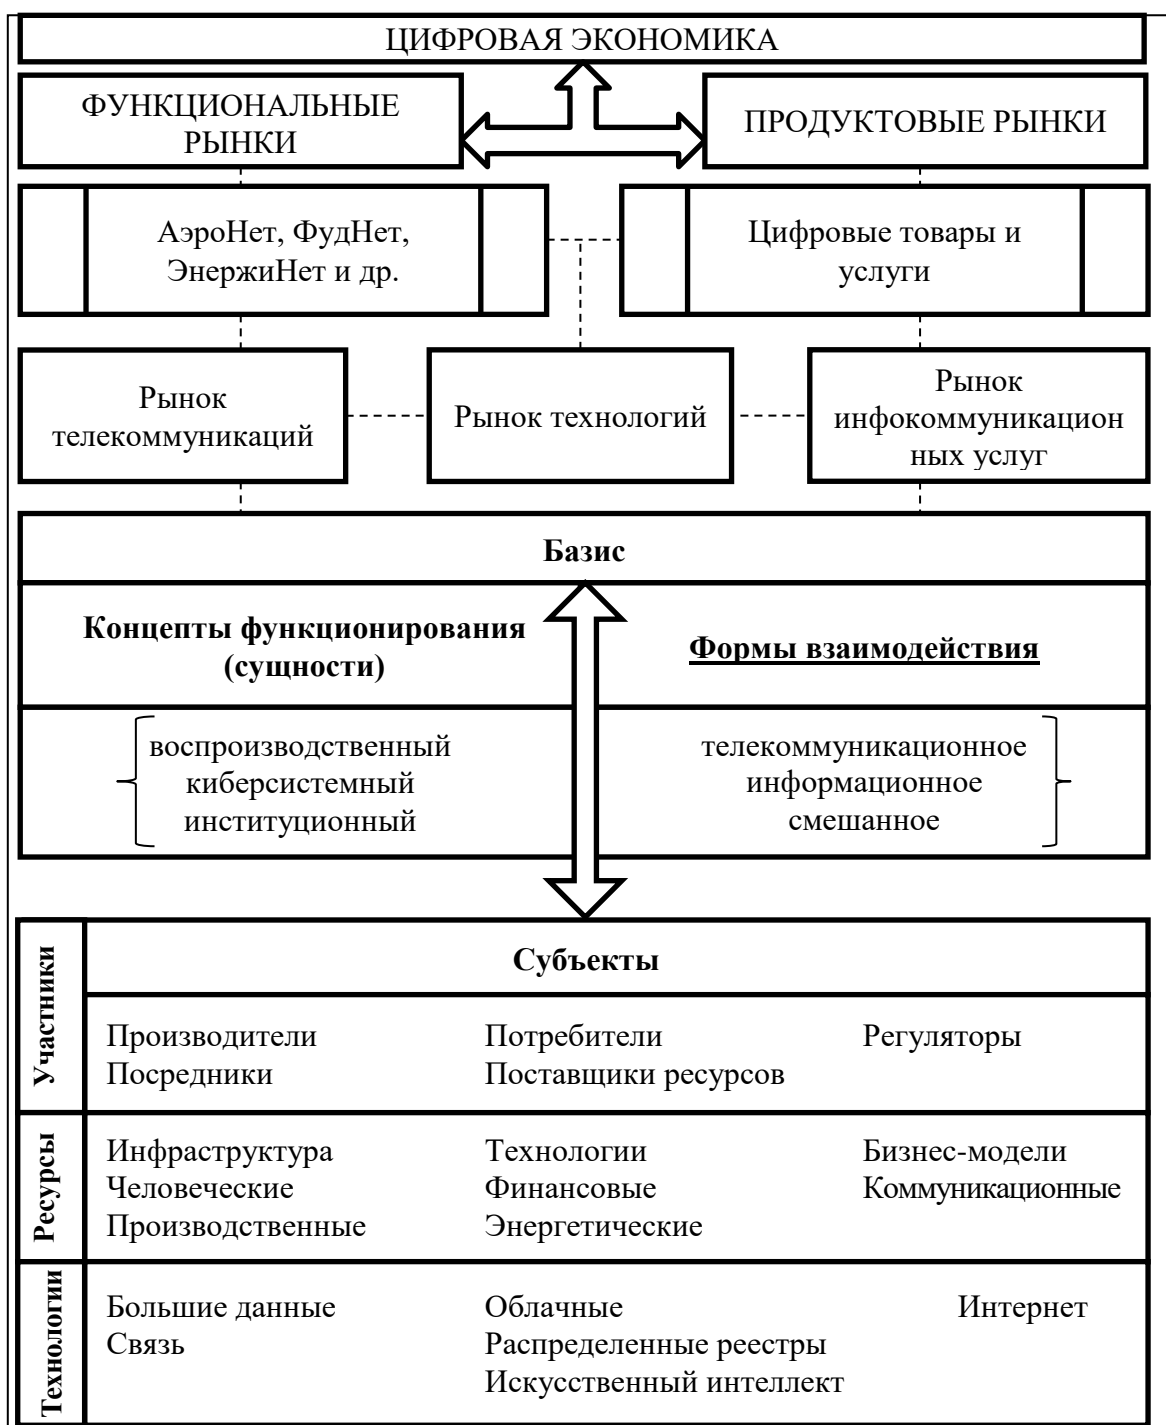 ЦИФРОВАЯ ЭКОНОМИКА
ФУНКЦИОНАЛЬНЫЕ
РЫНКИ
ПРОДУКТОВЫЕ РЫНКИ
АэроНет, ФудНет,
ЭнержиНет и др.
Цифровые товары и
услуги
Рынок
телекоммуникаций
Рынок технологий
Рынок
инфокоммуникацион
ных услуг
Базис
Концепты функционирования
(сущности)
Формы взаимодействия
воспроизводственный
киберсистемный
институционный
телекоммуникационное
информационное
смешанное
Участники
Субъекты
Производители Потребители Регуляторы
Посредники Поставщики ресурсов
Ресурсы
Инфраструктура Технологии Бизнес-модели
Человеческие Финансовые Коммуникационные
Производственные Энергетические
Технологии
Большие данные Облачные Интернет
Связь Распределенные реестры
Искусственный интеллект